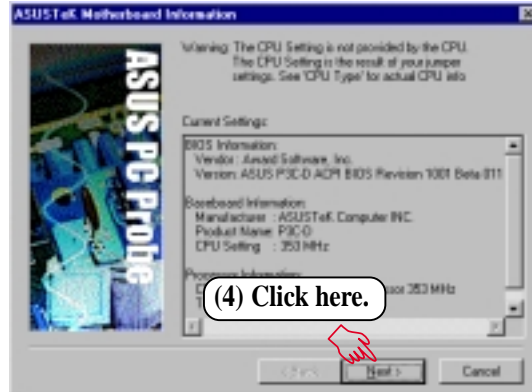 ASUSTeK Motherboard Information
ASUS PC Probe
Warning: The CPU Setting is not provided by the CPU.
The CPU Setting is the result of your jumper
settings. See 'CPU Type' for actual CPU info
Current Settings:
BIOS Information:
Vendor: Award Software, Inc.
Version: ASUS P3C-D ACPI BIOS Revision 1001 Beta 011
Baseboard Information:
Manufacturer : ASUSTeK Computer INC.
Product Name: P3C-D
CPU Setting : 353 MHz
Processor Information:
353 MHz
(4) Click here.
< Back
Next >
Cancel